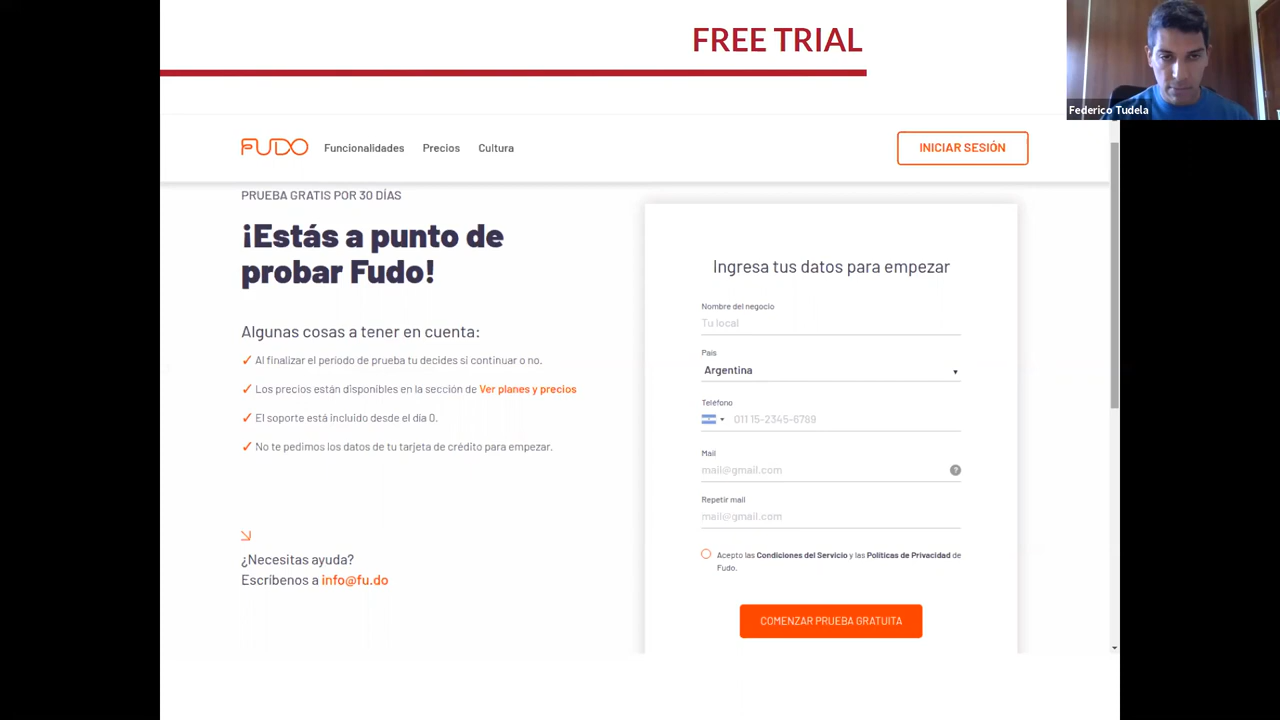 FREE TRIAL
Federico Tudela
FUDO
Funcionalidades
Precios
Cultura
INICIAR SESIÓN
PRUEBA GRATIS POR 30 DÍAS
¡Estás a punto de
probar Fudo!
Algunas cosas a tener en cuenta:
✓ Al finalizar el período de prueba tu decides si continuar o no.
✓ Los precios están disponibles en la sección de Ver planes y precios
✓ El soporte está incluido desde el día 0.
✓ No te pedimos los datos de tu tarjeta de crédito para empezar.
¿Necesitas ayuda?
Escríbenos a info@fu.do
Ingresa tus datos para empezar
Nombre del negocio
Tu local
País
Argentina
Teléfono
011 15-2345-6789
Mail
mail@gmail.com
?
Repetir mail
mail@gmail.com
Acepto las Condiciones del Servicio y las Políticas de Privacidad de
Fudo.
COMENZAR PRUEBA GRATUITA